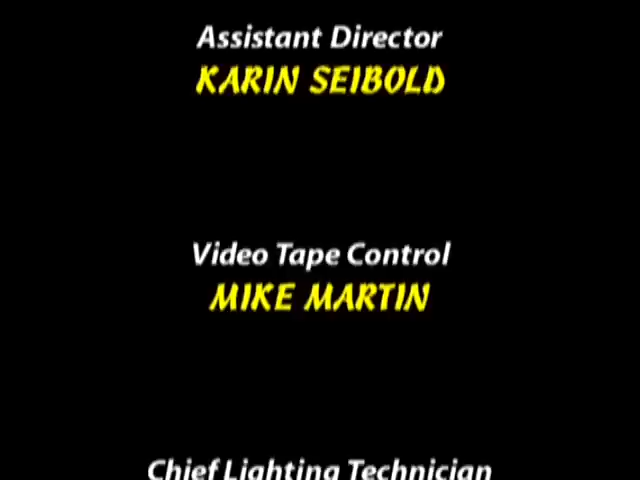 Assistant Director
KARIN SEIBOLD
Video Tape Control
MIKE MARTIN
Chief Lighting Technician